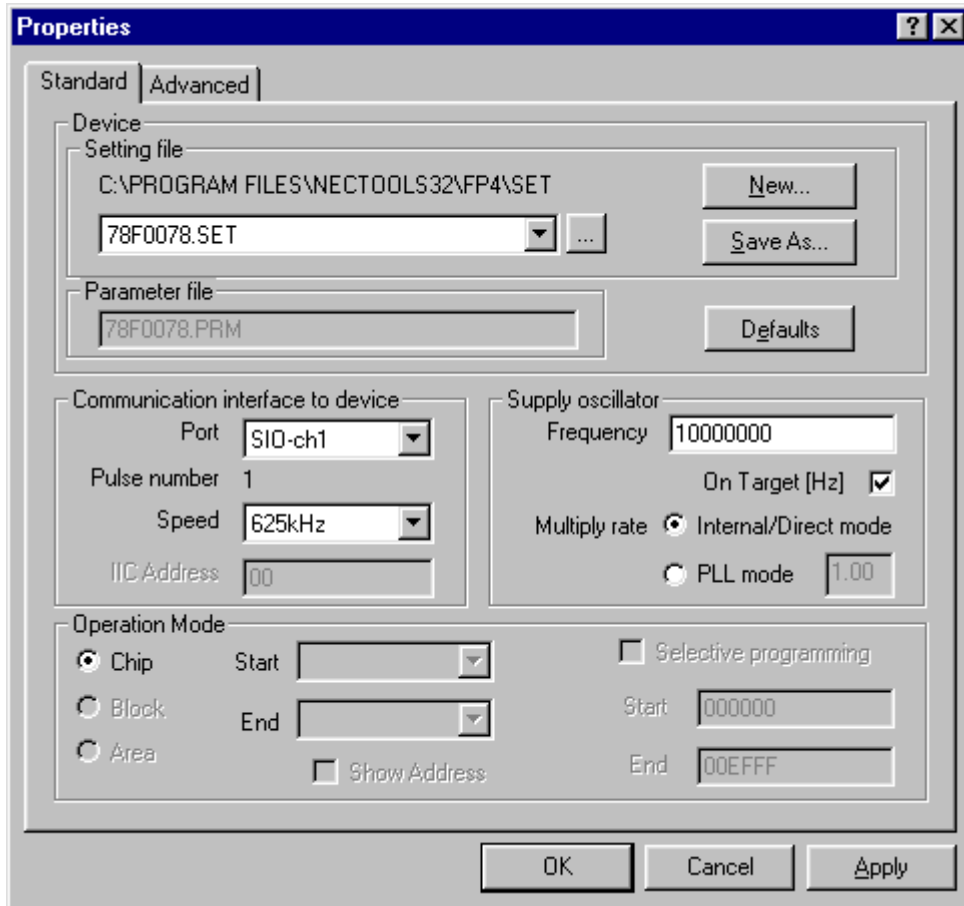 Properties
Standard Advanced
Device
Setting file
C:\PROGRAM FILES\NECTOOLS32\FP4\SET
New...
78F0078.SET
...
Save As...
Parameter file
78F0078.PRM
Defaults
Communication interface to device
Port SIO-ch1
Pulse number 1
Speed 625kHz
IIC Address 00
Supply oscillator
Frequency 10000000
On Target [Hz]
Multiply rate Internal/Direct mode
PLL mode 1.00
Operation Mode
Chip
Block
Area
Start
End
Show Address
Selective programming
Start 000000
End 00EFFF
OK Cancel Apply